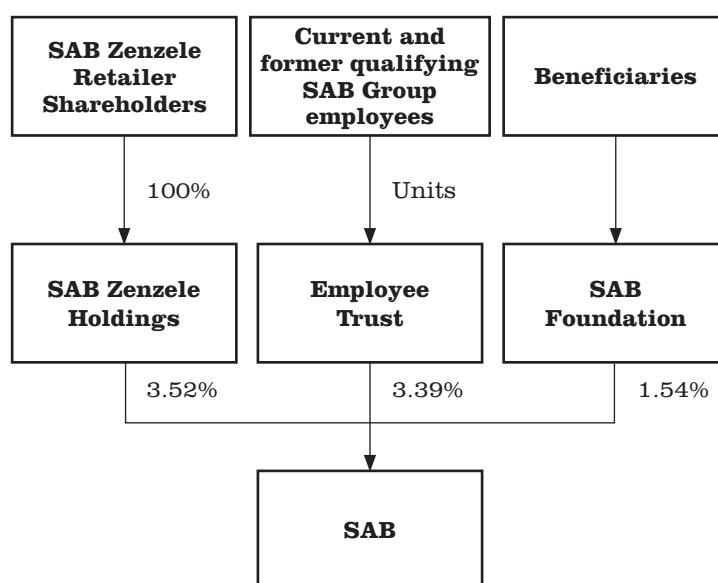 SAB Zenzele
Retailer
Shareholders
Current and
former qualifying
SAB Group
employees
Beneficiaries
100%
Units
SAB Zenzele
Holdings
Employee
Trust
SAB
Foundation
3.52%
3.39%
1.54%
SAB